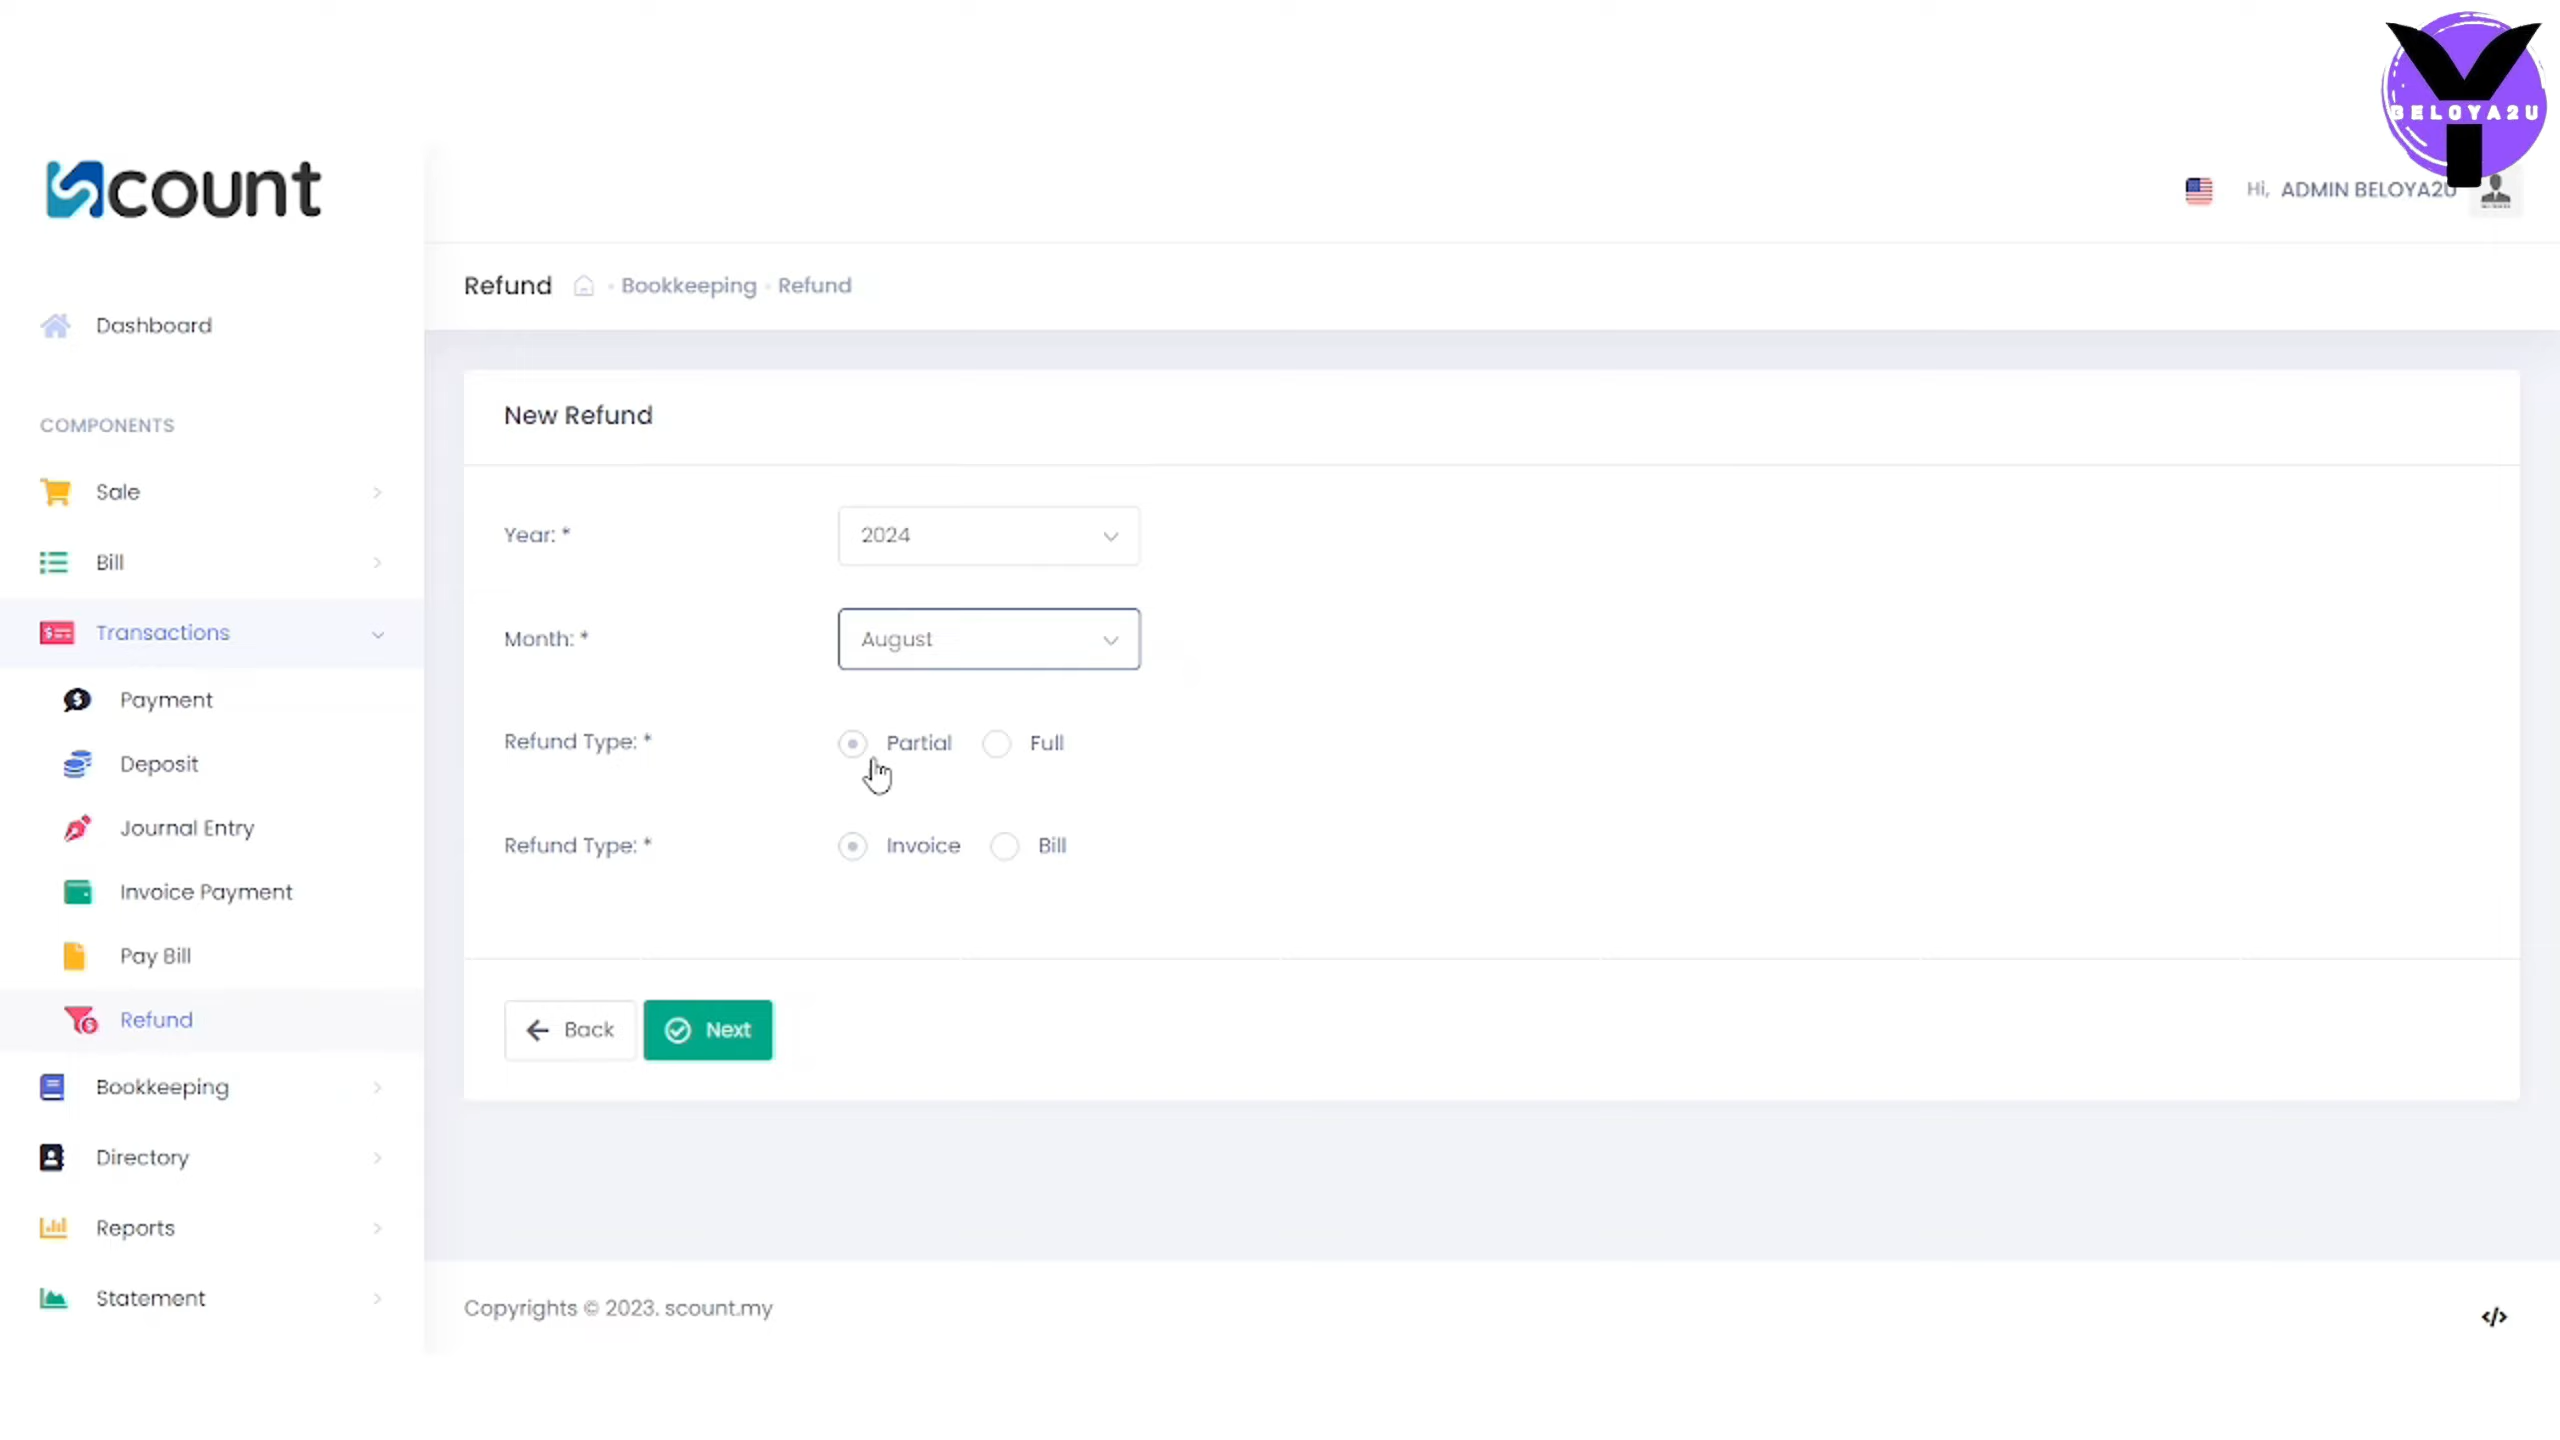 BELOYA2U
Scount
Hi, ADMIN BELOYA2U
Refund Bookkeeping Refund
Dashboard
COMPONENTS
Sale
Bill
Transactions
Payment
Deposit
Journal Entry
Invoice Payment
Pay Bill
Refund
Bookkeeping
Directory
Reports
Statement
New Refund
Year: * 2024
Month: * August
Refund Type: * Partial Full
Refund Type: * Invoice Bill
Back Next
Copyrights © 2023. scount.my